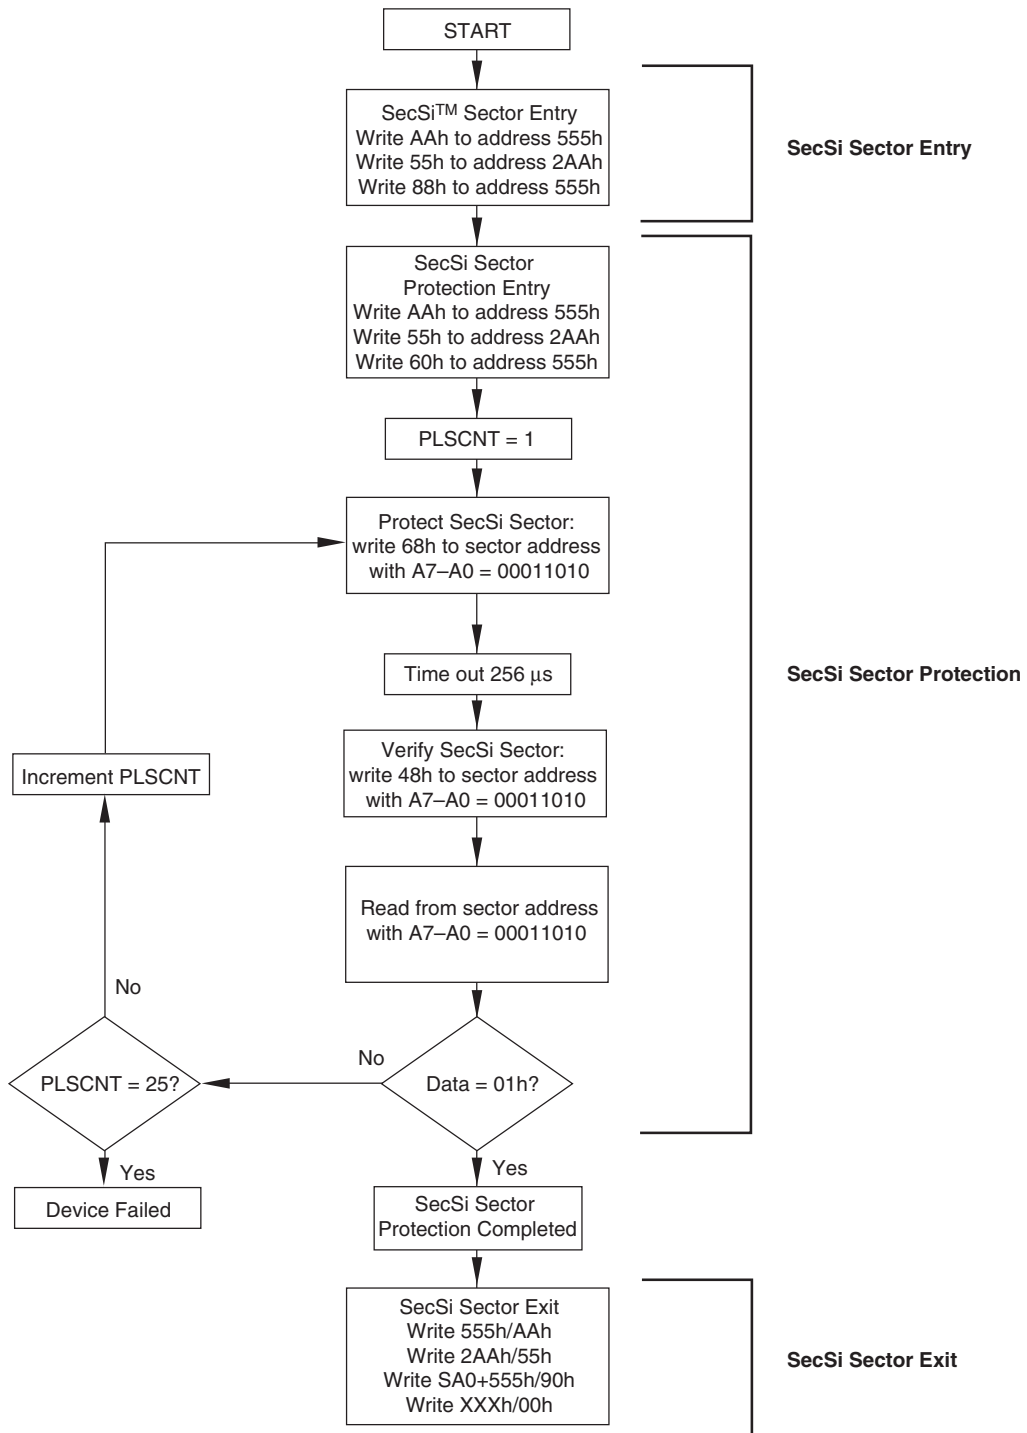 START
SecSi™ Sector Entry
Write AAh to address 555h
Write 55h to address 2AAh
Write 88h to address 555h
SecSi Sector Entry
SecSi Sector
Protection Entry
Write AAh to address 555h
Write 55h to address 2AAh
Write 60h to address 555h
PLSCNT = 1
Protect SecSi Sector:
write 68h to sector address
with A7–A0 = 00011010
Time out 256 μs
SecSi Sector Protection
Verify SecSi Sector:
write 48h to sector address
with A7–A0 = 00011010
Increment PLSCNT
Read from sector address
with A7–A0 = 00011010
No
No
PLSCNT = 25?
Data = 01h?
Yes
Yes
Device Failed
SecSi Sector
Protection Completed
SecSi Sector Exit
Write 555h/AAh
Write 2AAh/55h
Write SA0+555h/90h
Write XXXh/00h
SecSi Sector Exit